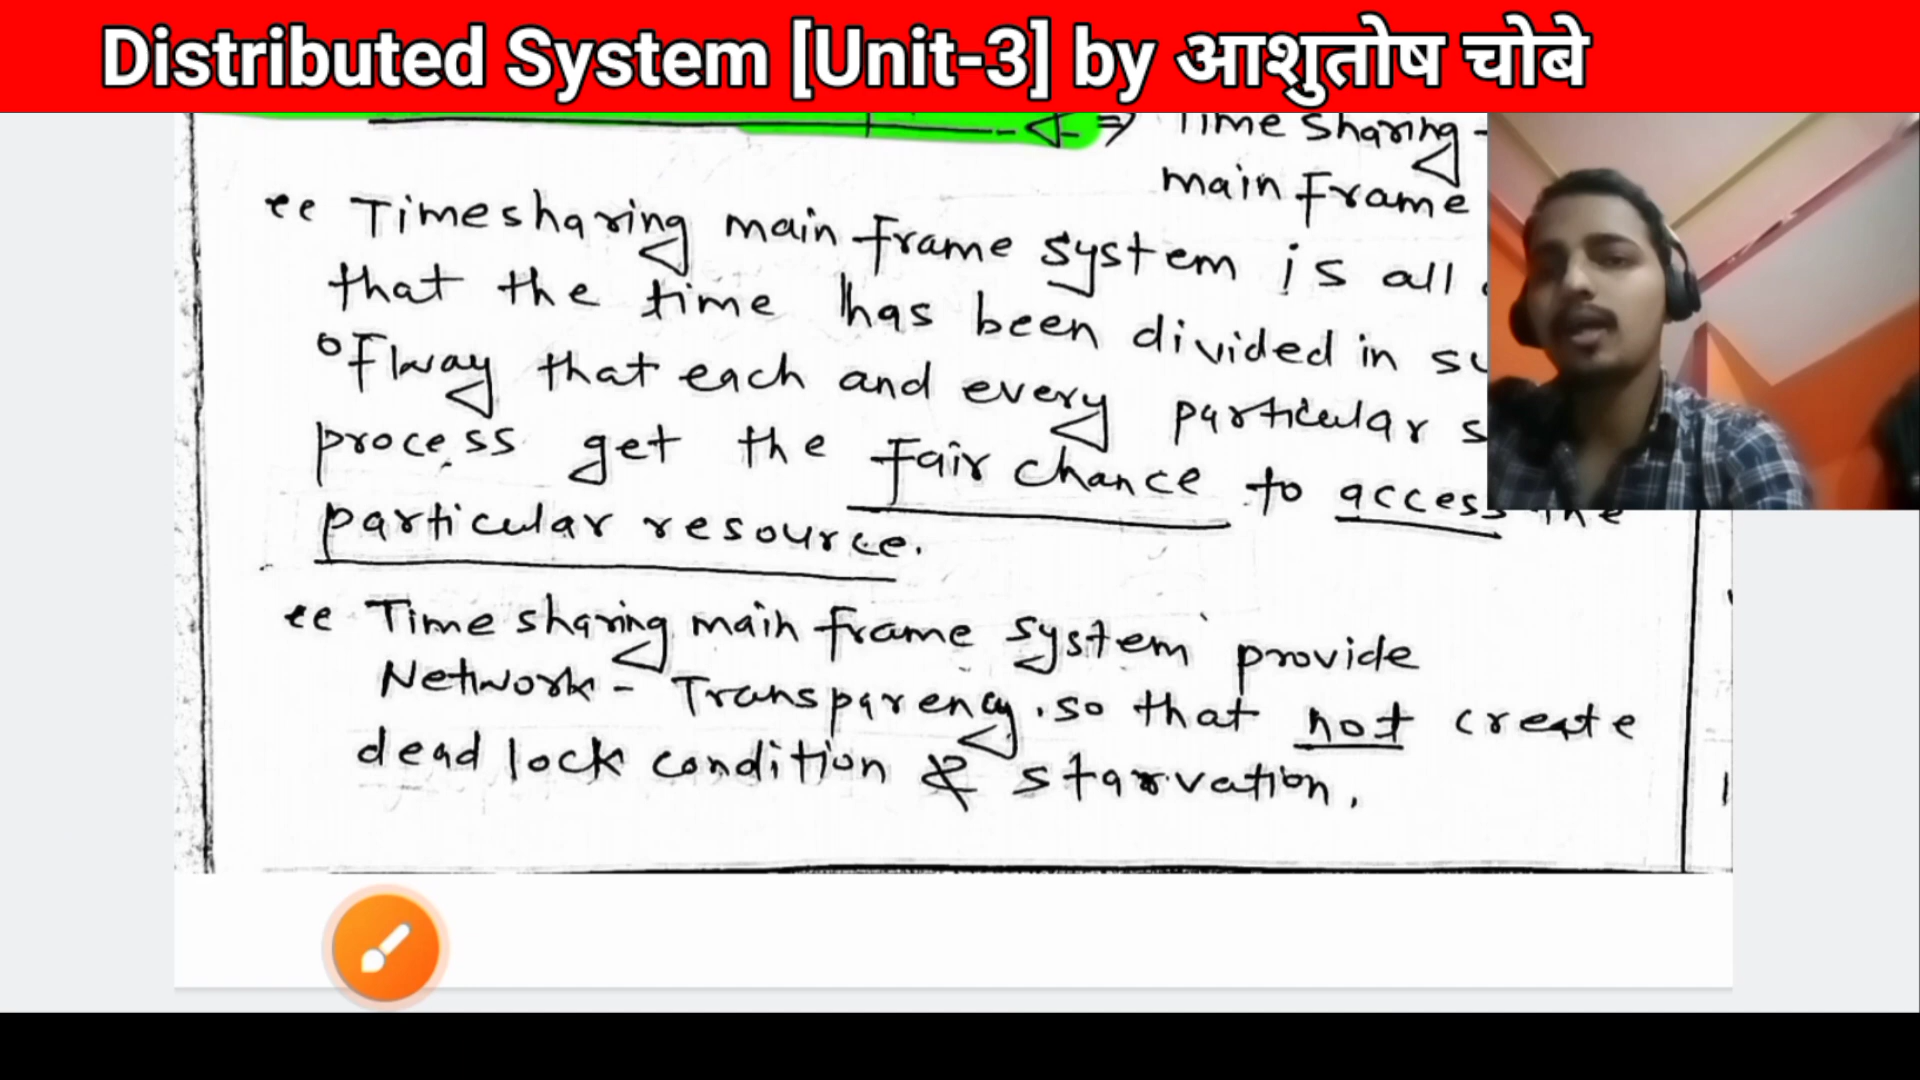 Distributed System [Unit-3] by आशुतोष चोबे
⇒ Time sharing -
main frame
Timesharing main frame system is all
that the time has been divided in
of way that each and every particular
process get the fair chance to access the
particular resource.
Time sharing main frame system provide
Network - Transparency. so that not create
dead lock condition & starvation.